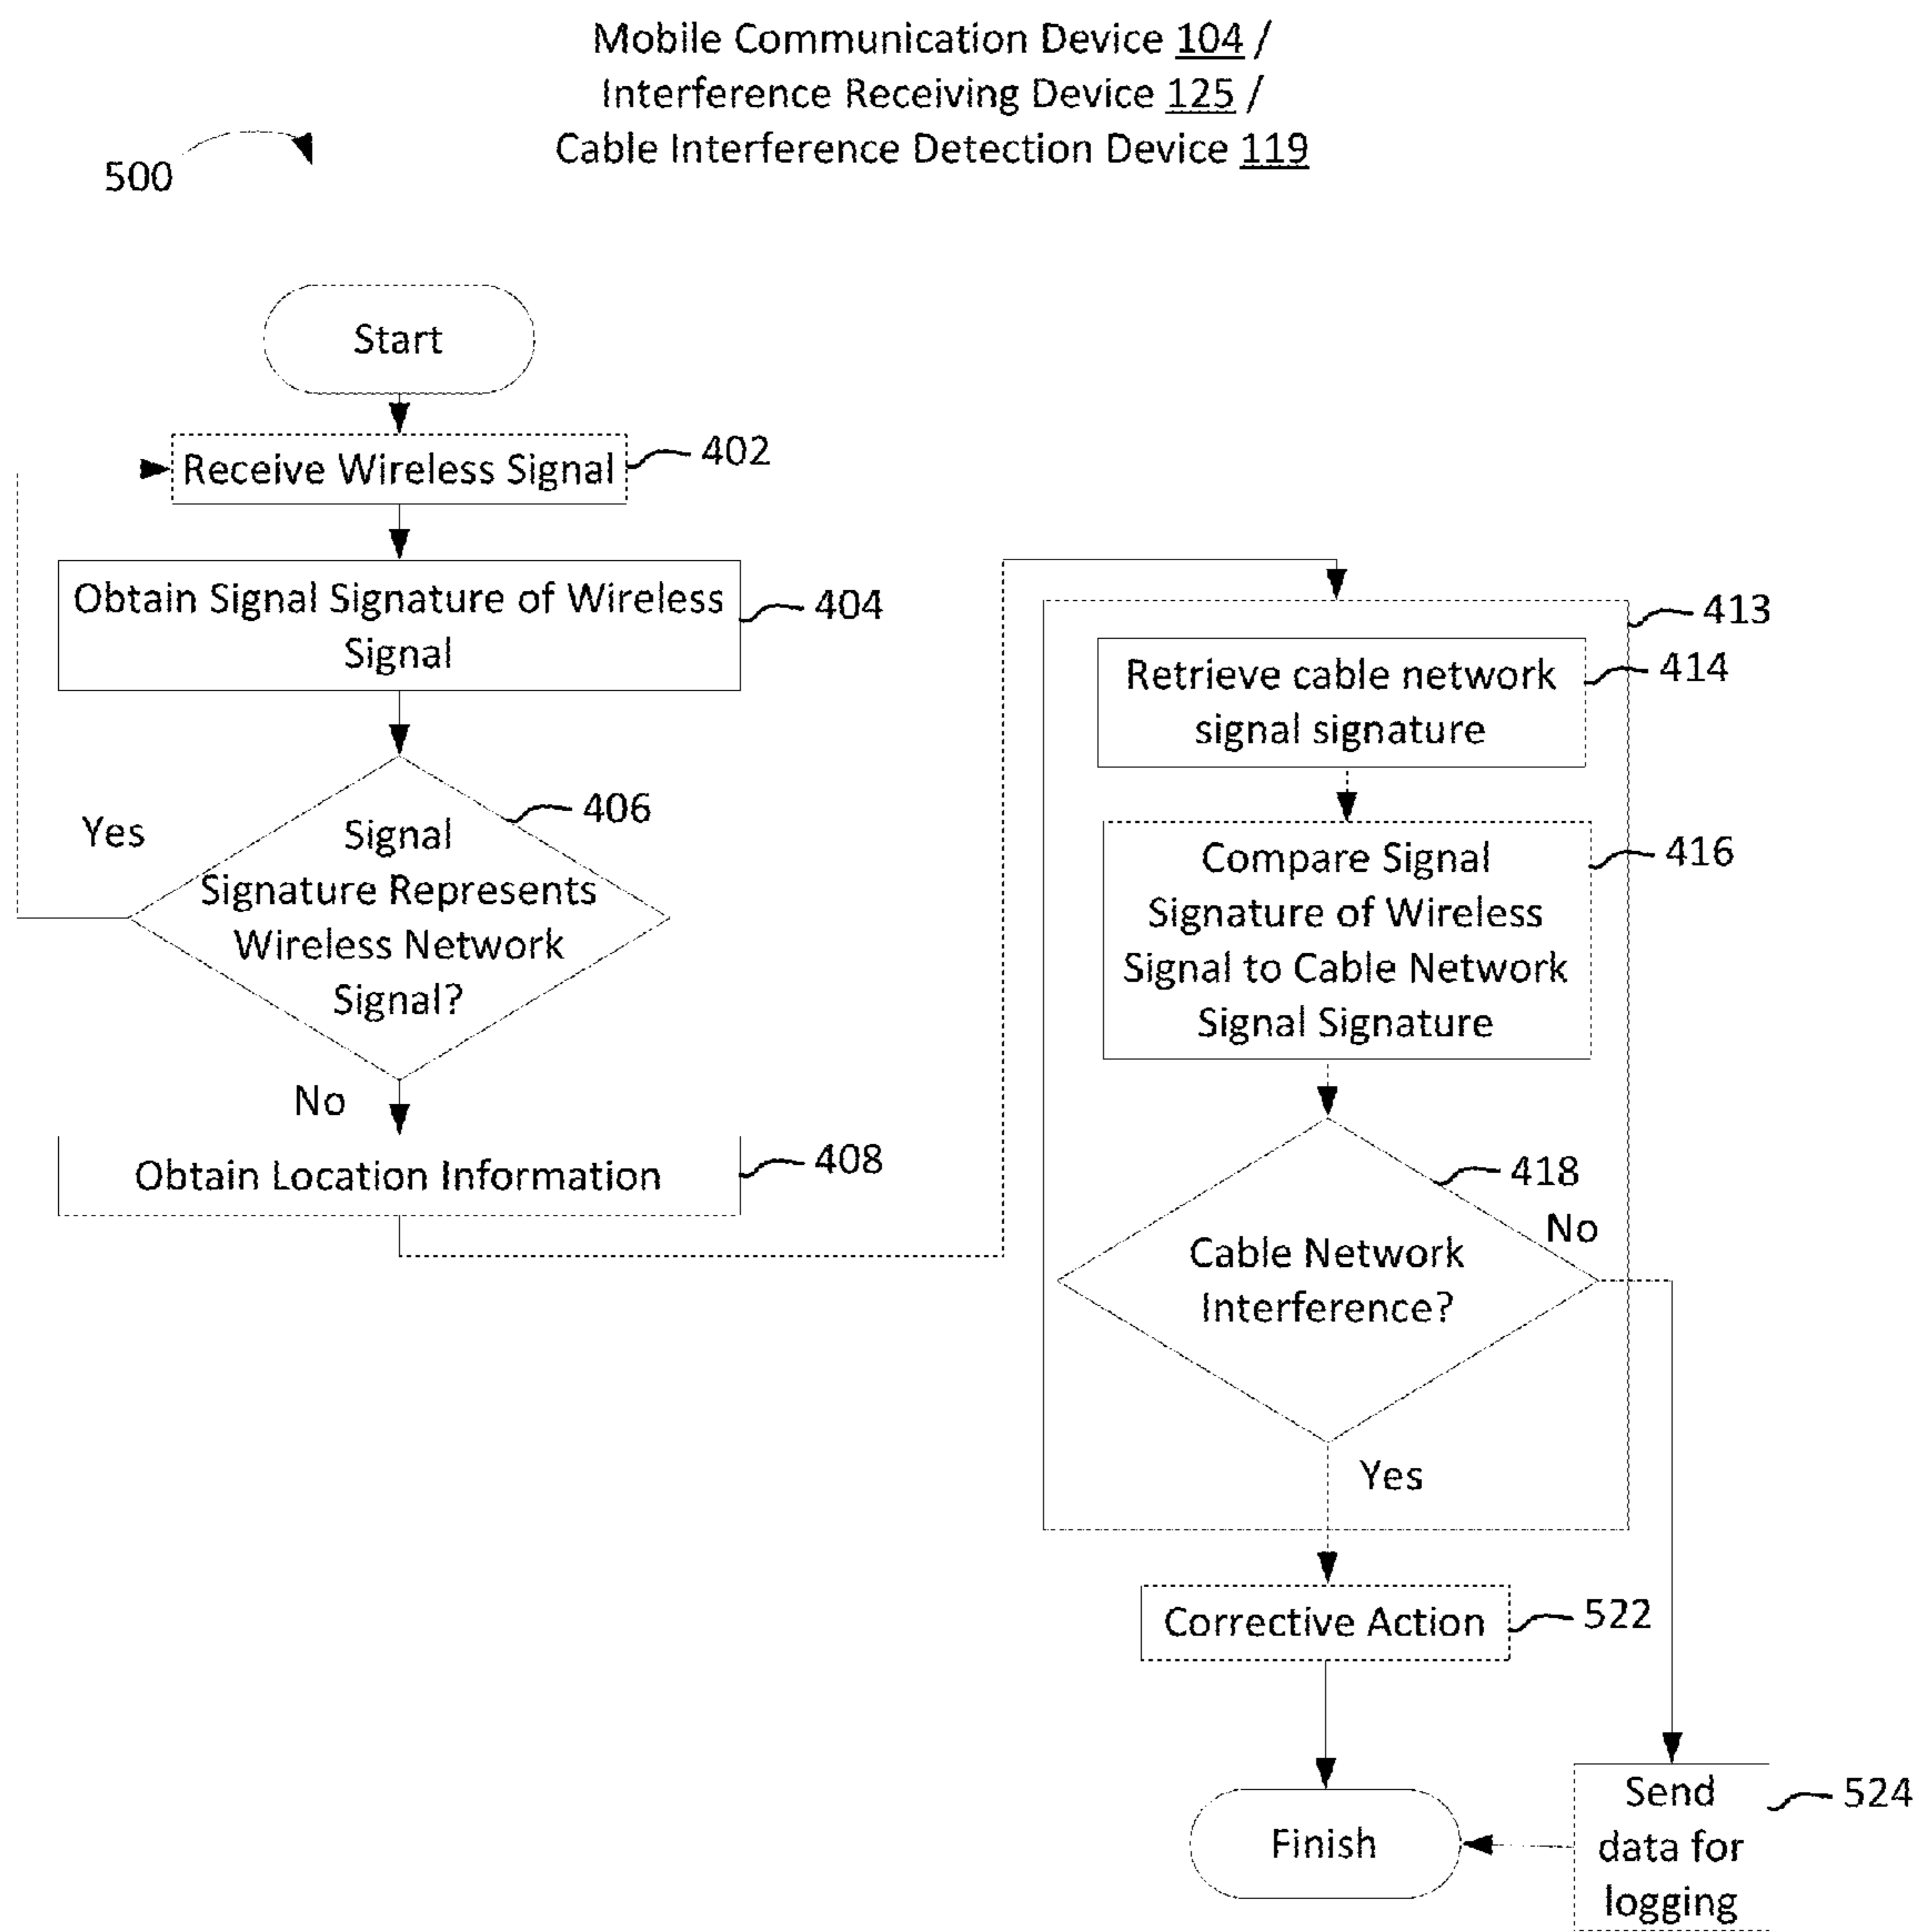 Mobile Communication Device 104 /
Interference Receiving Device 125 /
Cable Interference Detection Device 119
500
Start
Receive Wireless Signal
402
Obtain Signal Signature of Wireless
Signal
404
Signal
Signature Represents
Wireless Network
Signal?
406
Yes
No
Obtain Location Information
408
413
Retrieve cable network
signal signature
414
Compare Signal
Signature of Wireless
Signal to Cable Network
Signal Signature
416
Cable Network
Interference?
418
No
Yes
Corrective Action
522
Finish
Send
data for
logging
524